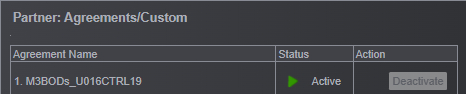 Partner: Agreements/Custom
Agreement Name Status Action
1. M3BODs_U016CTRL19 Active Deactivate